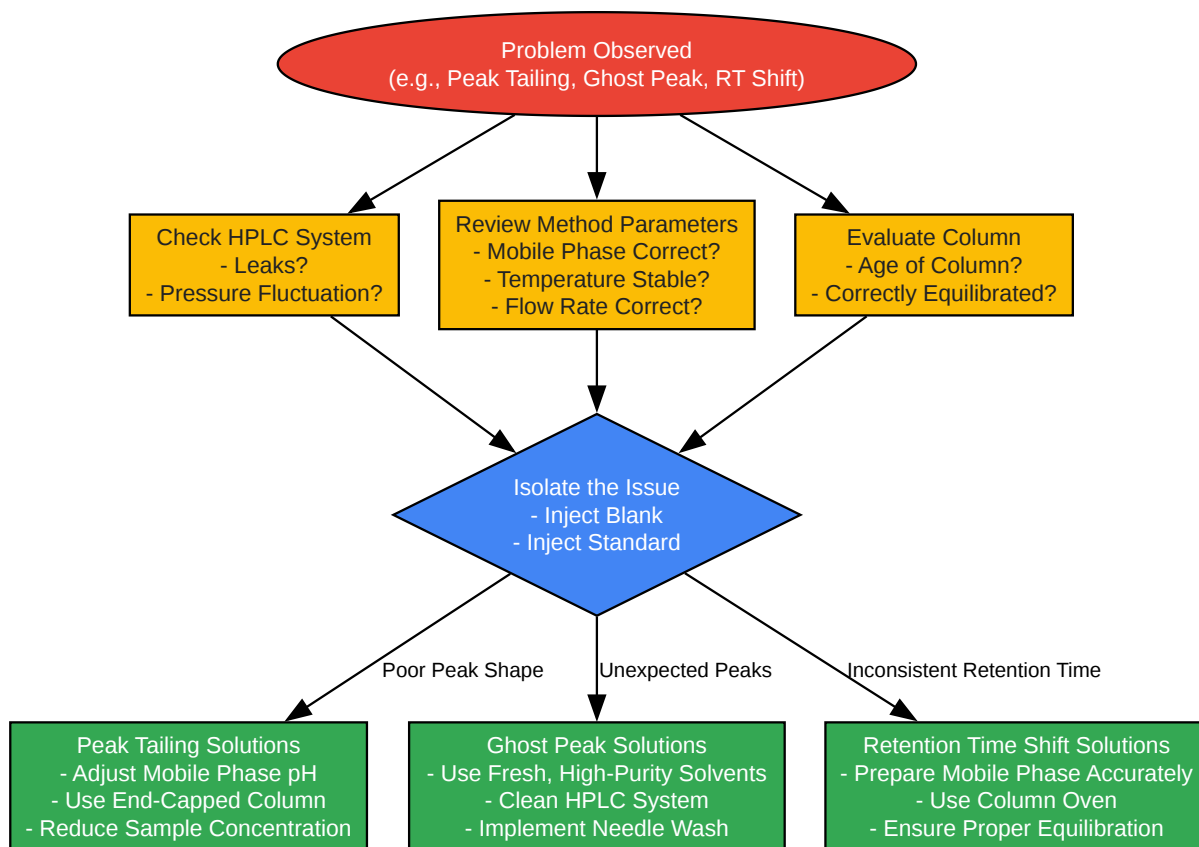 Problem Observed
(e.g., Peak Tailing, Ghost Peak, RT Shift)
Check HPLC System
- Leaks?
- Pressure Fluctuation?
Review Method Parameters
- Mobile Phase Correct?
- Temperature Stable?
- Flow Rate Correct?
Evaluate Column
- Age of Column?
- Correctly Equilibrated?
Isolate the Issue
- Inject Blank
- Inject Standard
Poor Peak Shape
Unexpected Peaks
Inconsistent Retention Time
Peak Tailing Solutions
- Adjust Mobile Phase pH
- Use End-Capped Column
- Reduce Sample Concentration
Ghost Peak Solutions
- Use Fresh, High-Purity Solvents
- Clean HPLC System
- Implement Needle Wash
Retention Time Shift Solutions
- Prepare Mobile Phase Accurately
- Use Column Oven
- Ensure Proper Equilibration